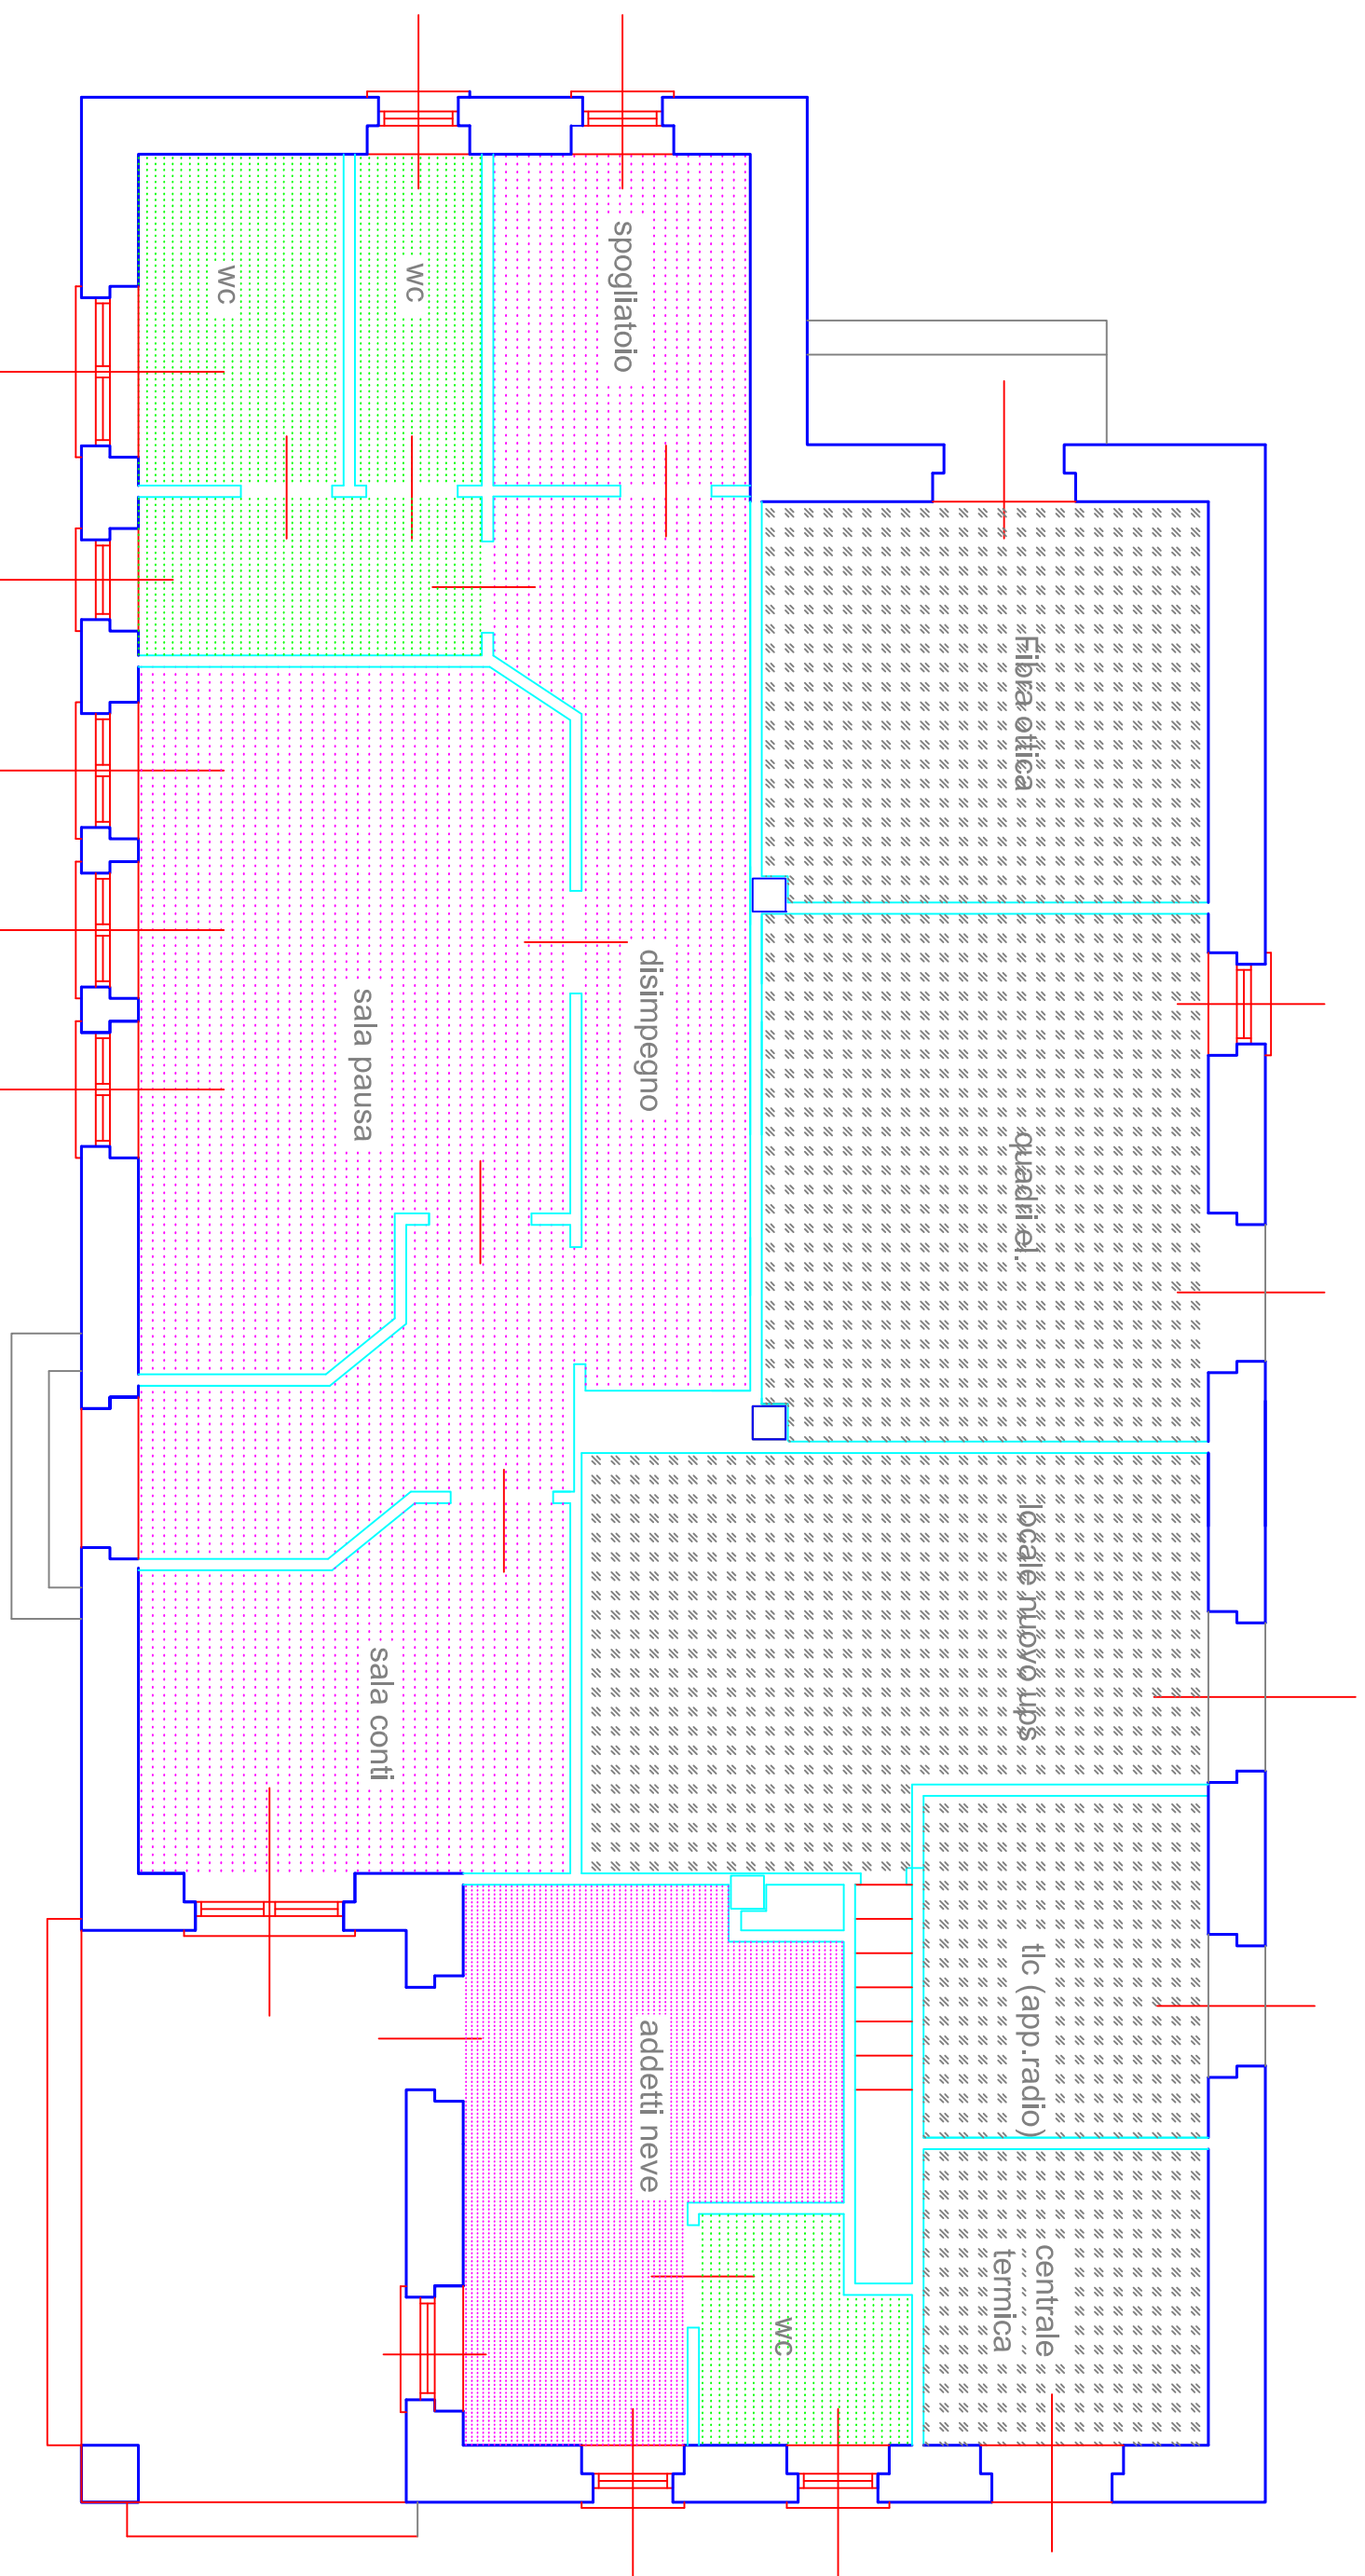 wc
wc
spogliatoio
Fibra ottica
disimpegno
sala pausa
quadri el.
locale nuovo ups
sala conti
tlc (app.radio)
addetti neve
centrale
termica
wc